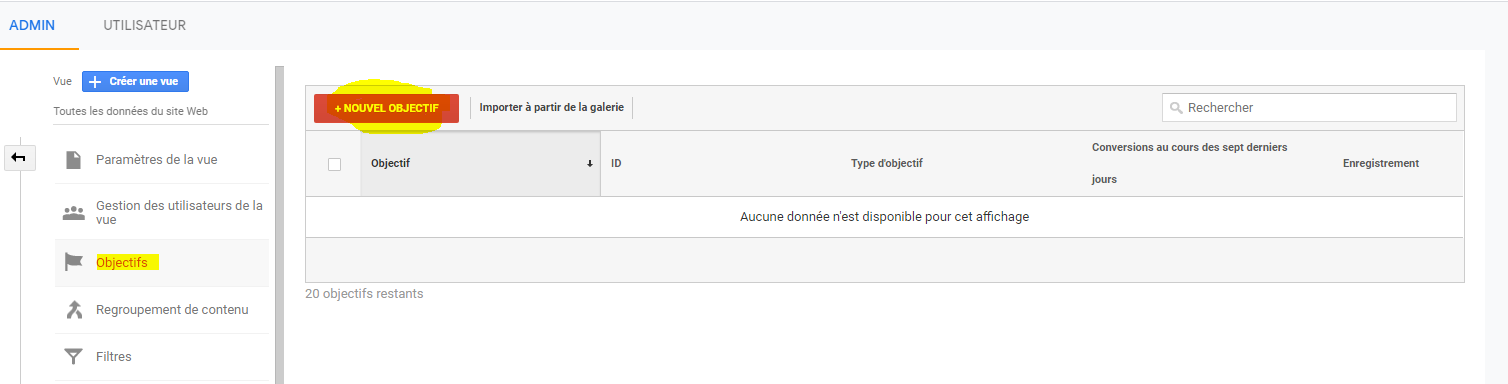 ADMIN
UTILISATEUR
Vue
Créer une vue
Toutes les données du site Web
Paramètres de la vue
Gestion des utilisateurs de la
vue
Objectifs
Regroupement de contenu
Filtres
+ NOUVEL OBJECTIF
Importer à partir de la galerie
Rechercher
Objectif
ID
Type d'objectif
Conversions au cours des sept derniers
jours
Enregistrement
Aucune donnée n'est disponible pour cet affichage
20 objectifs restants